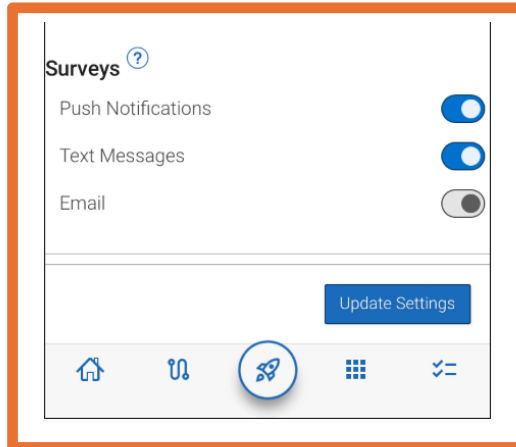 Surveys ?
Push Notifications
Text Messages
Email
Update Settings